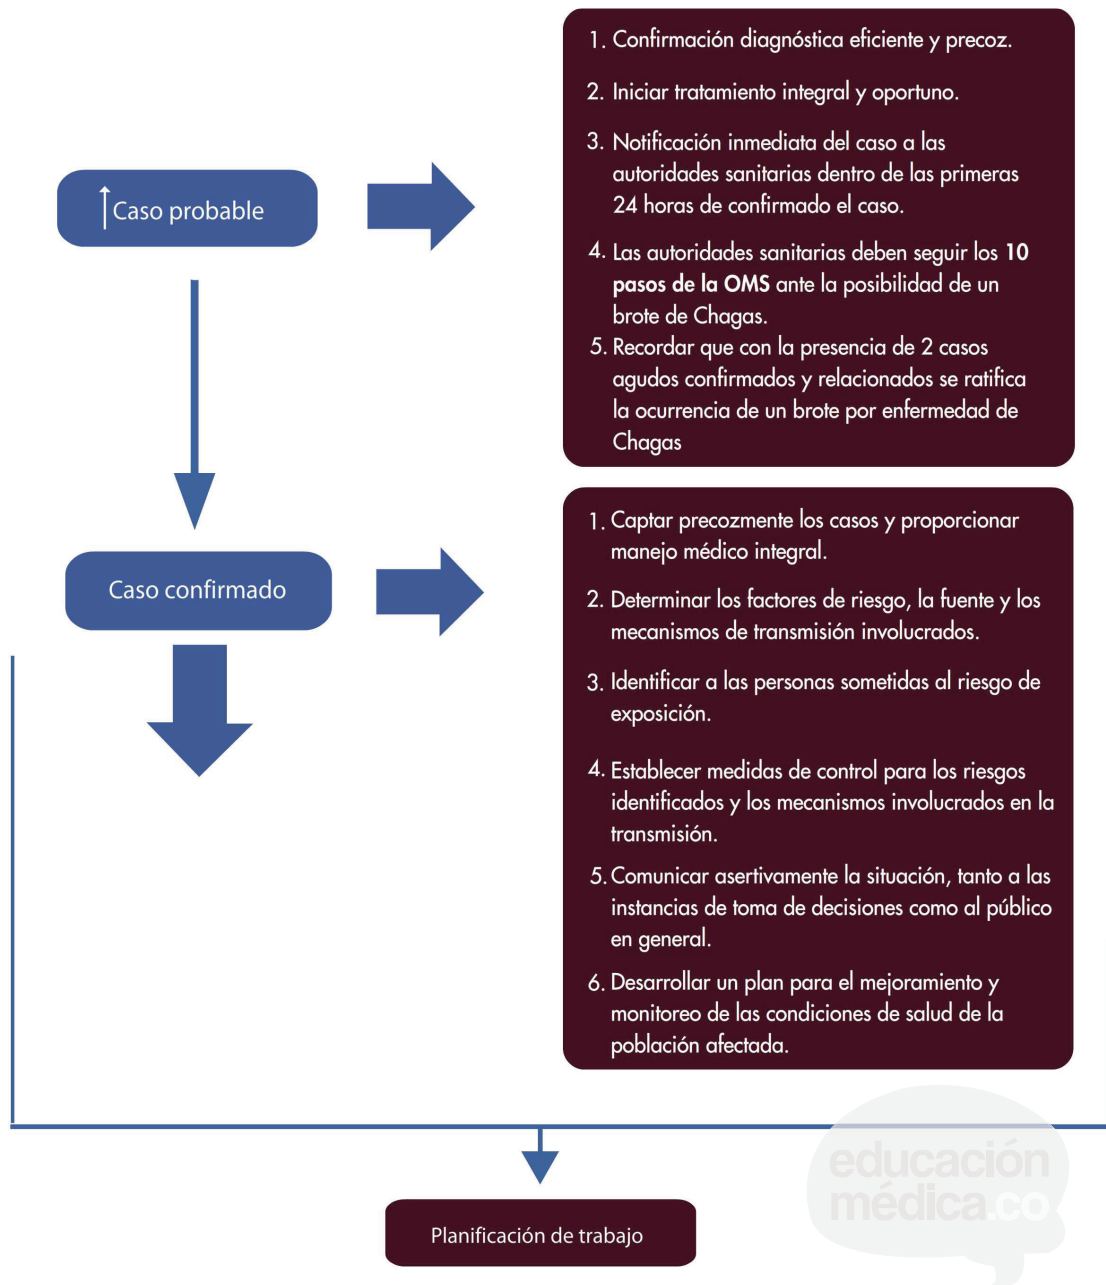 1. Confirmación diagnóstica eficiente y precoz.
2. Iniciar tratamiento integral y oportuno.
3. Notificación inmediata del caso a las
autoridades sanitarias dentro de las primeras
24 horas de confirmado el caso.
4. Las autoridades sanitarias deben seguir los 10
pasos de la OMS ante la posibilidad de un
brote de Chagas.
5. Recordar que con la presencia de 2 casos
agudos confirmados y relacionados se ratifica
la ocurrencia de un brote por enfermedad de
Chagas
Caso probable
Caso confirmado
1. Captar precozmente los casos y proporcionar
manejo médico integral.
2. Determinar los factores de riesgo, la fuente y los
mecanismos de transmisión involucrados.
3. Identificar a las personas sometidas al riesgo de
exposición.
4. Establecer medidas de control para los riesgos
identificados y los mecanismos involucrados en la
transmisión.
5. Comunicar asertivamente la situación, tanto a las
instancias de toma de decisiones como al público
en general.
6. Desarrollar un plan para el mejoramiento y
monitoreo de las condiciones de salud de la
población afectada.
educación
médica.co
Planificación de trabajo